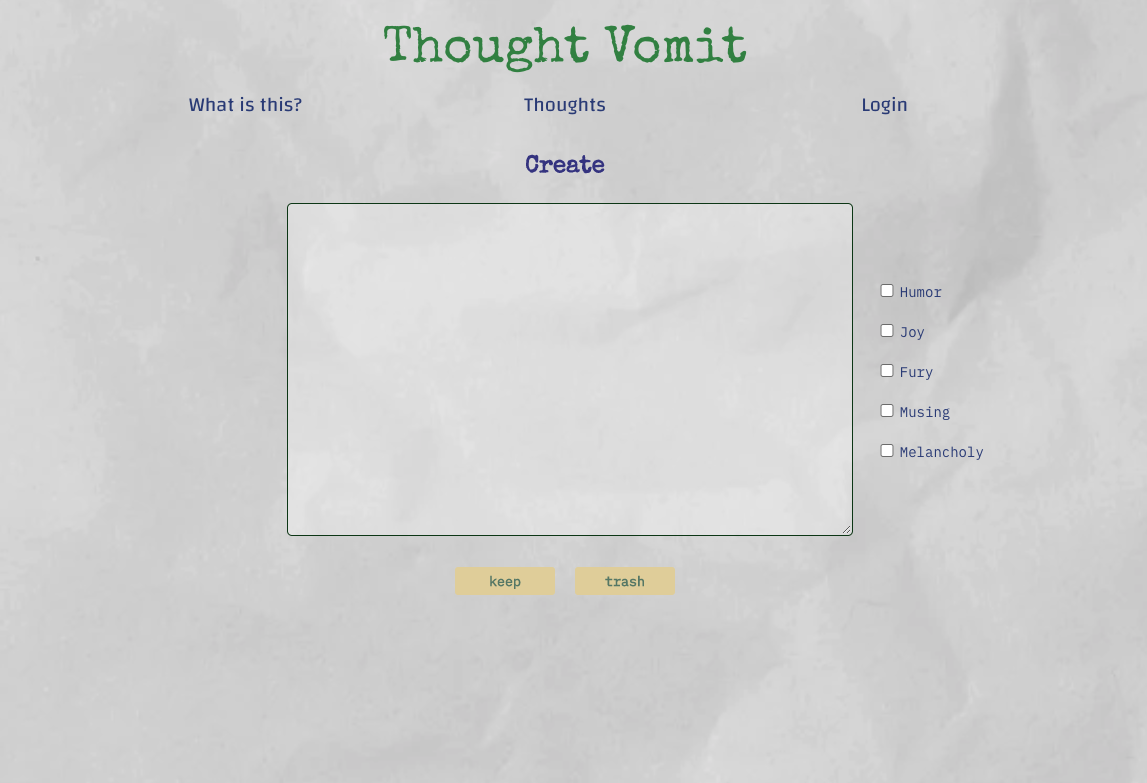 Thought Vomit
What is this? Thoughts Login
Create
Humor
Joy
Fury
Musing
Melancholy
keep trash